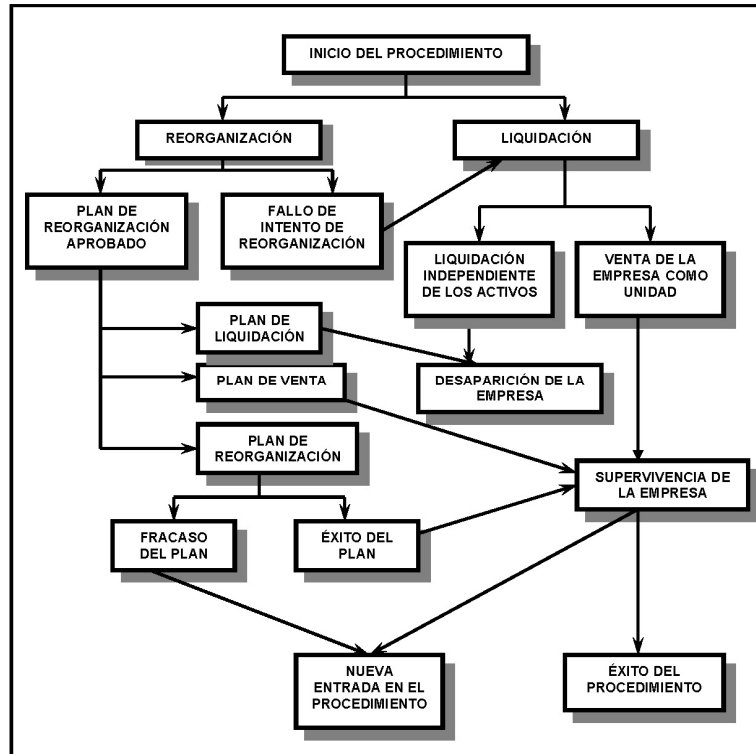 INICIO DEL PROCEDIMIENTO
REORGANIZACIÓN
LIQUIDACIÓN
PLAN DE
REORGANIZACIÓN
APROBADO
FALLO DE
INTENTO DE
REORGANIZACIÓN
LIQUIDACIÓN
INDEPENDIENTE
DE LOS ACTIVOS
VENTA DE LA
EMPRESA COMO
UNIDAD
PLAN DE
LIQUIDACIÓN
PLAN DE VENTA
DESAPARICIÓN DE LA
EMPRESA
PLAN DE
REORGANIZACIÓN
SUPERVIVENCIA DE
LA EMPRESA
FRACASO
DEL PLAN
ÉXITO DEL
PLAN
NUEVA
ENTRADA EN EL
PROCEDIMIENTO
ÉXITO DEL
PROCEDIMIENTO